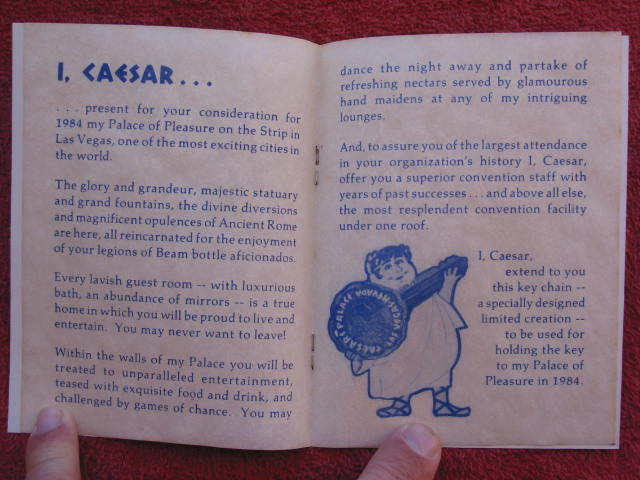 I, CAESAR . . .
. . . present for your consideration for
1984 my Palace of Pleasure on the Strip in
Las Vegas, one of the most exciting cities in
the world.
The glory and grandeur, majestic statuary
and grand fountains, the divine diversions
and magnificent opulences of Ancient Rome
are here, all reincarnated for the enjoyment
of your legions of Beam bottle aficionados.
Every lavish guest room -- with luxurious
bath, an abundance of mirrors -- is a true
home in which you will be proud to live and
entertain. You may never want to leave!
Within the walls of my Palace you will be
treated to unparalleled entertainment,
teased with exquisite food and drink, and
challenged by games of chance. You may
dance the night away and partake of
refreshing nectars served by glamourous
hand maidens at any of my intriguing
lounges.
And, to assure you of the largest attendance
in your organization's history I, Caesar,
offer you a superior convention staff with
years of past successes . . . and above all else,
the most resplendent convention facility
under one roof.
I, Caesar,
extend to you
this key chain --
a specially designed
limited creation --
to be used for
holding the key
to my Palace of
Pleasure in 1984.
CAESARS PALACE